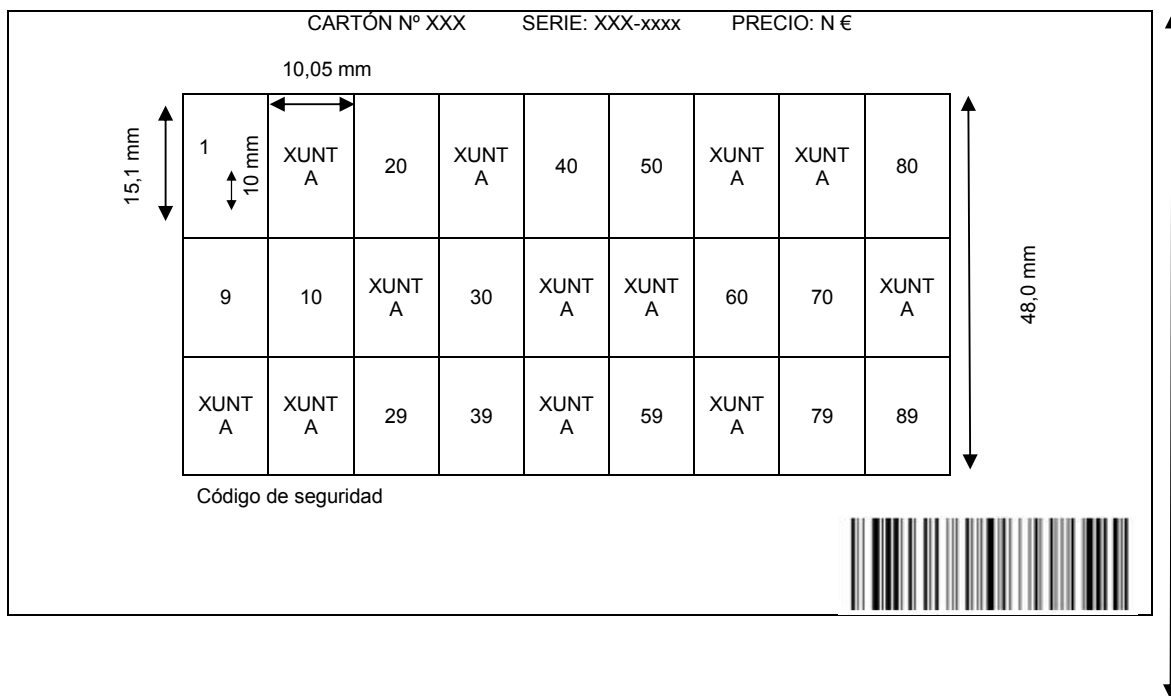 CARTÓN Nº XXX SERIE: XXX-xxxx PRECIO: N €
10,05 mm
15,1 mm
1 10 mm XUNT
A 20 XUNT
A 40 50 XUNT
A XUNT
A 80
9 10 XUNT
A 30 XUNT
A XUNT
A 60 70 XUNT
A
48,0 mm
XUNT
A XUNT
A 29 39 XUNT
A 59 XUNT
A 79 89
Código de seguridad